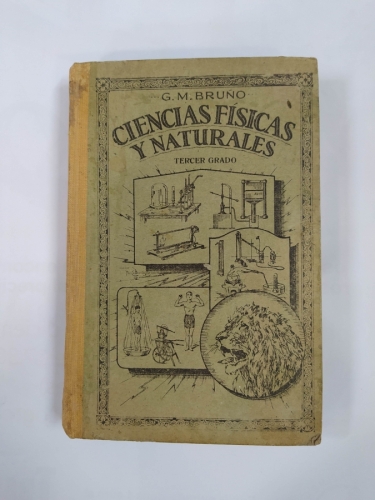 G. M. BRUÑO
CIENCIAS FÍSICAS
Y NATURALES
TERCER GRADO